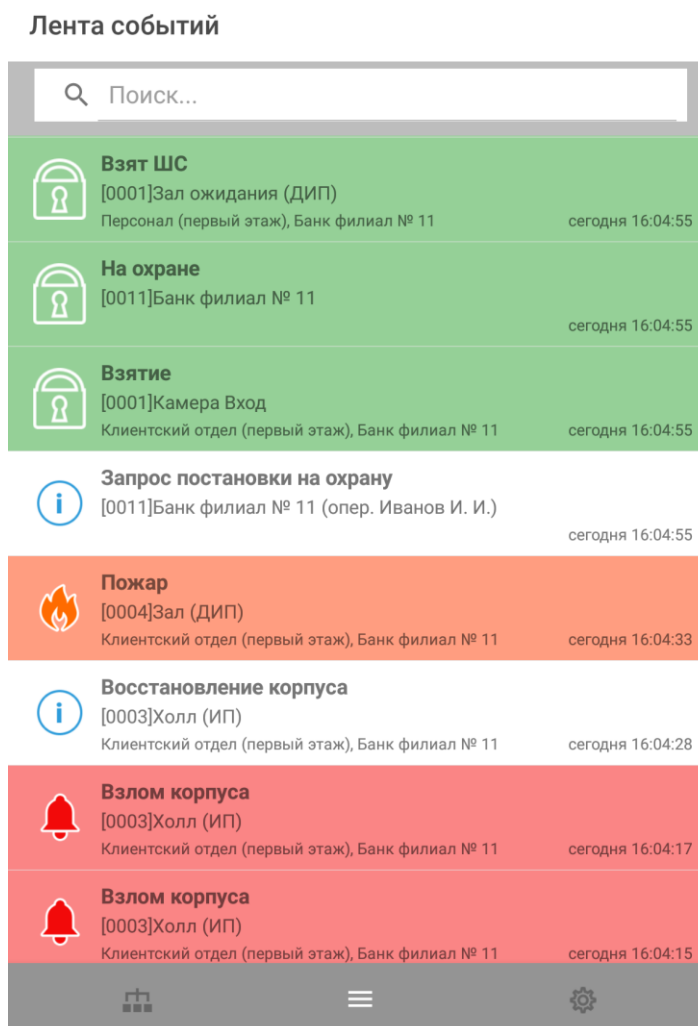 Лента событий
Поиск...
Взят ШС
[0001]Зал ожидания (ДИП)
Персонал (первый этаж), Банк филиал № 11 сегодня 16:04:55
На охране
[0011]Банк филиал № 11
сегодня 16:04:55
Взятие
[0001]Камера Вход
Клиентский отдел (первый этаж), Банк филиал № 11 сегодня 16:04:55
Запрос постановки на охрану
[0011]Банк филиал № 11 (опер. Иванов И. И.)
сегодня 16:04:55
Пожар
[0004]Зал (ДИП)
Клиентский отдел (первый этаж), Банк филиал № 11 сегодня 16:04:33
Восстановление корпуса
[0003]Холл (ИП)
Клиентский отдел (первый этаж), Банк филиал № 11 сегодня 16:04:28
Взлом корпуса
[0003]Холл (ИП)
Клиентский отдел (первый этаж), Банк филиал № 11 сегодня 16:04:17
Взлом корпуса
[0003]Холл (ИП)
Клиентский отдел (первый этаж), Банк филиал № 11 сегодня 16:04:15